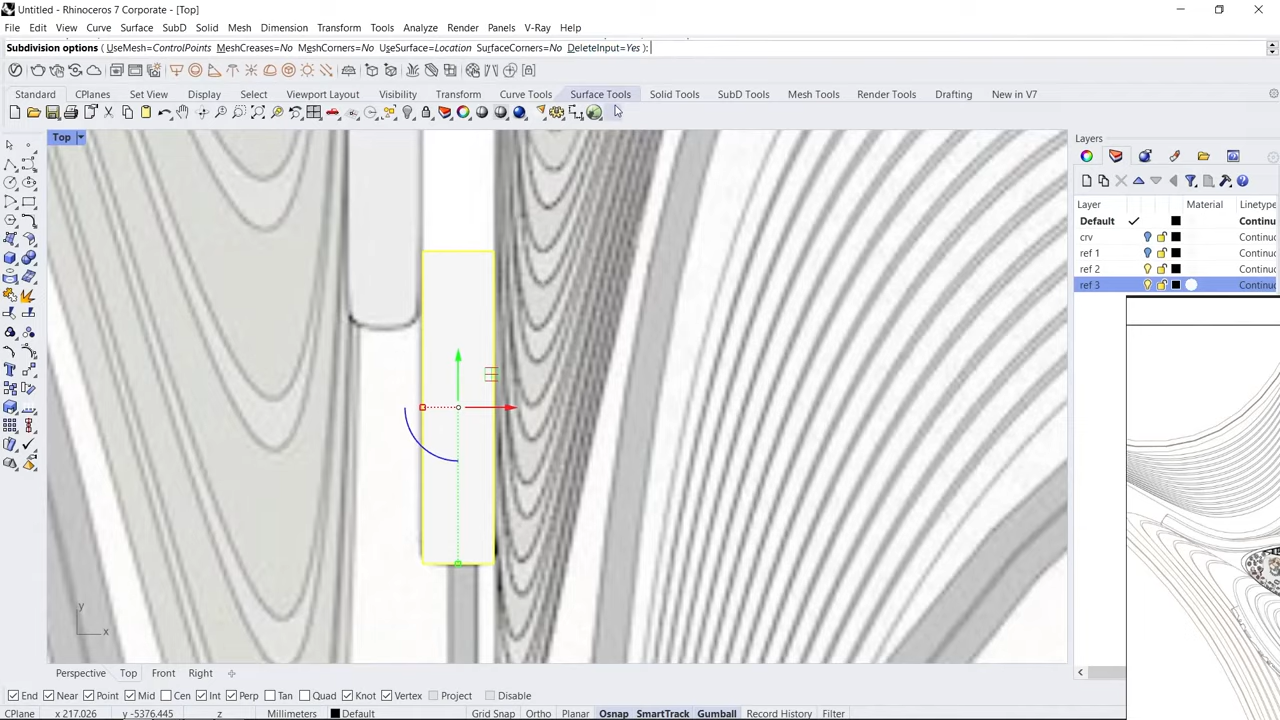 Untitled - Rhinoceros 7 Corporate - [Top]
File Edit View Curve Surface SubD Solid Mesh Dimension Transform Tools Analyze Render Panels V-Ray Help
Subdivision options ( UseMesh=ControlPoints MeshCreases=No MeshCorners=No UseSurface=Location SurfaceCorners=No DeleteInput=Yes ):
Standard CPlanes Set View Display Select Viewport Layout Visibility Transform Curve Tools Surface Tools Solid Tools SubD Tools Mesh Tools Render Tools Drafting New in V7
Top
Layers
Layer Material Linetype
Default Continu
crv Continu
ref 1 Continu
ref 2 Continu
ref 3 Continu
y
x
Perspective Top Front Right
End Near Point Mid Cen Int Perp Tan Quad Knot Vertex Project Disable
CPlane x 217.026 y -5376.445 z Millimeters Default Grid Snap Ortho Planar Osnap SmartTrack Gumball Record History Filter